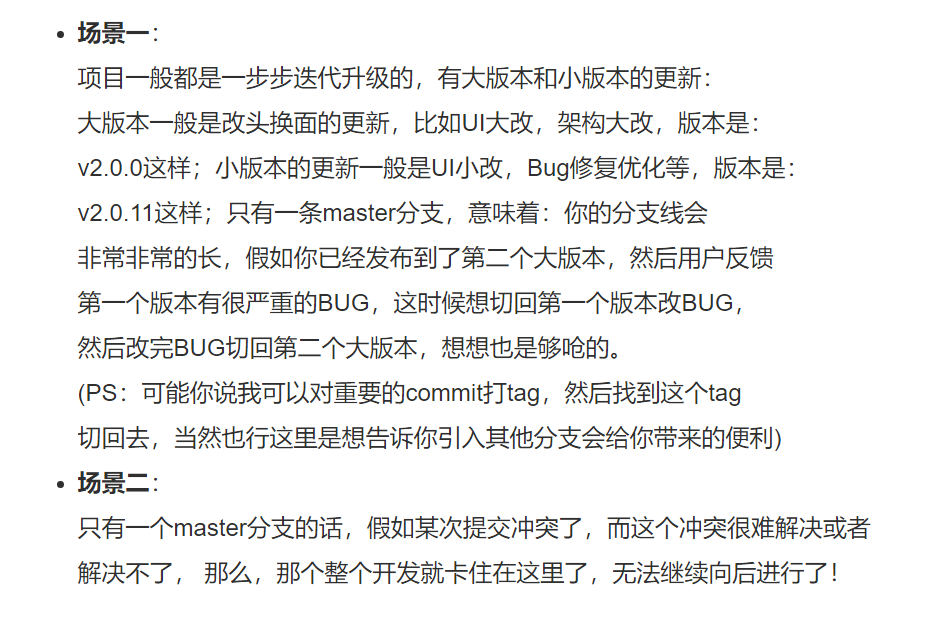 • 场景一：
项目一般都是一步步迭代升级的，有大版本和小版本的更新：
大版本一般是改头换面的更新，比如UI大改，架构大改，版本是：
v2.0.0这样；小版本的更新一般是UI小改，Bug修复优化等，版本是：
v2.0.11这样；只有一条master分支，意味着：你的分支线会
非常非常的长，假如你已经发布到了第二个大版本，然后用户反馈
第一个版本有很严重的BUG，这时候想切回第一个版本改BUG，
然后改完BUG切回第二个大版本，想想也是够呛的。
(PS：可能你说我可以对重要的commit打tag，然后找到这个tag
切回去，当然也行这里是想告诉你引入其他分支会给你带来的便利)
• 场景二：
只有一个master分支的话，假如某次提交冲突了，而这个冲突很难解决或者
解决不了， 那么，那个整个开发就卡住在这里了，无法继续向后进行了！